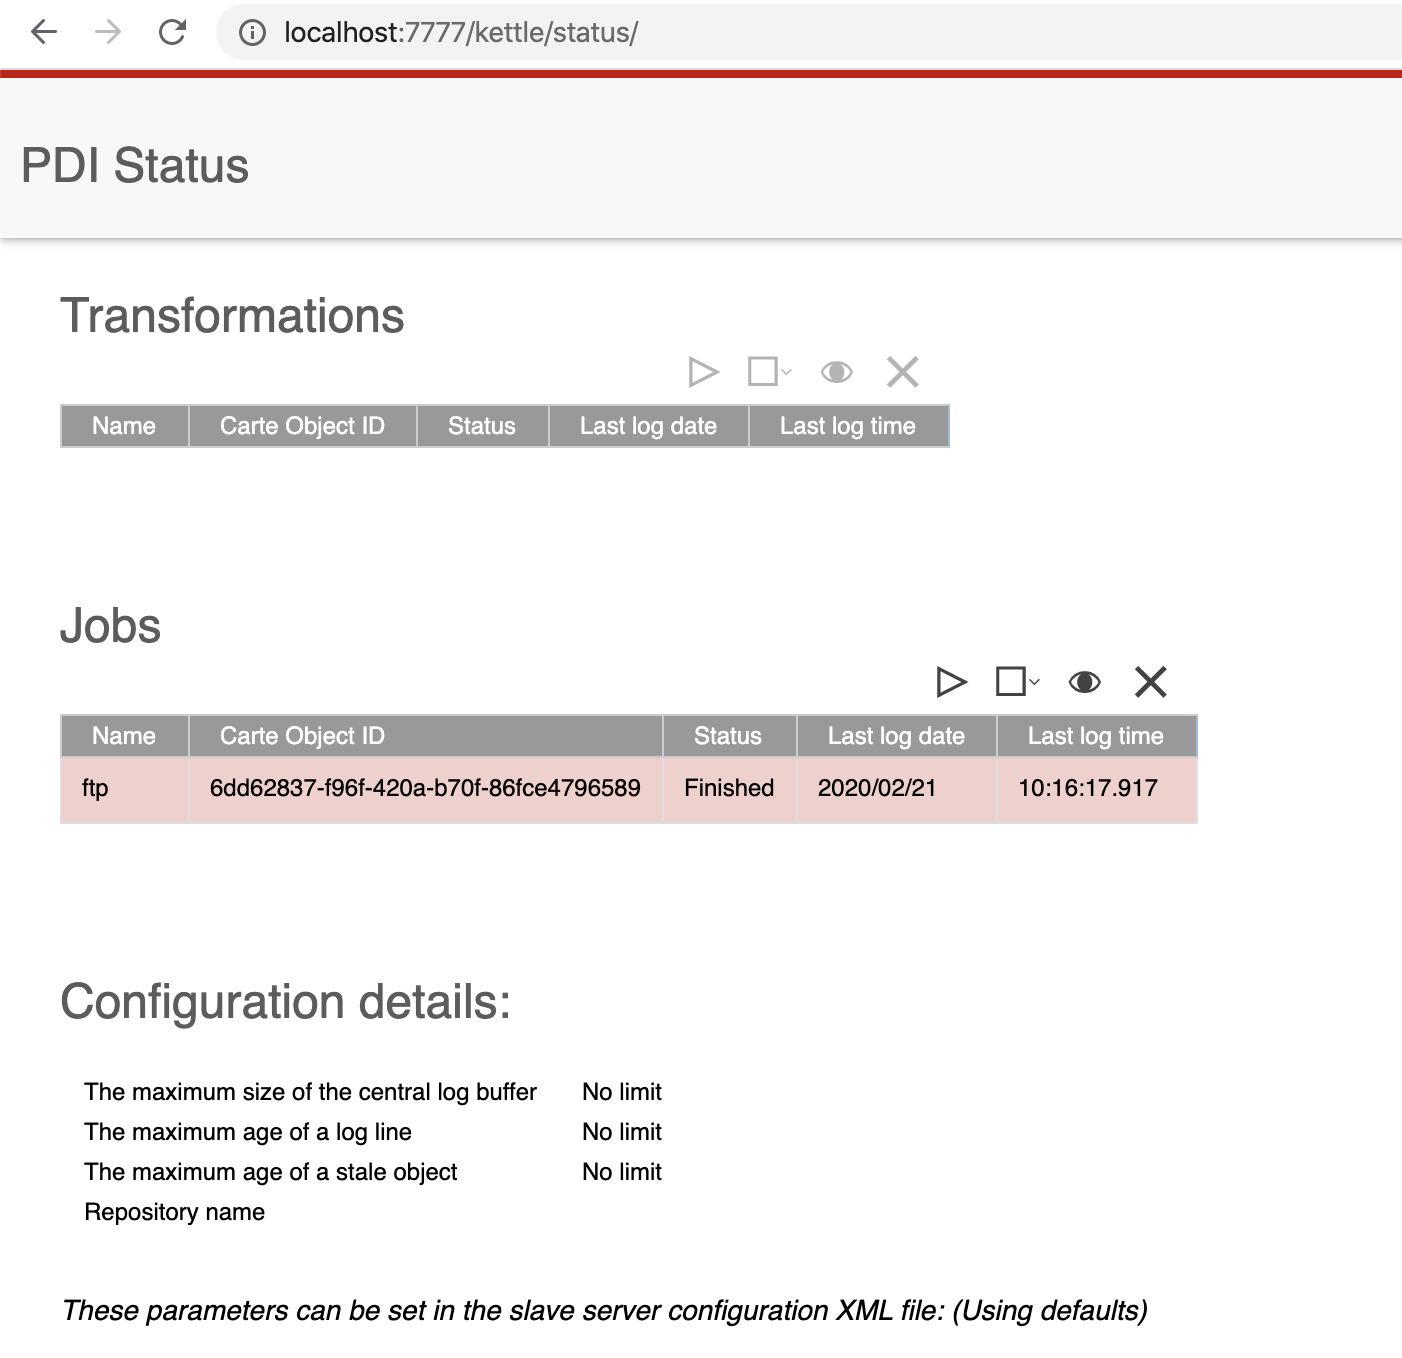 localhost:7777/kettle/status/
PDI Status
Transformations
Name Carte Object ID Status Last log date Last log time
Jobs
Name Carte Object ID Status Last log date Last log time
ftp 6dd62837-f96f-420a-b70f-86fce4796589 Finished 2020/02/21 10:16:17.917
Configuration details:
The maximum size of the central log buffer No limit
The maximum age of a log line No limit
The maximum age of a stale object No limit
Repository name
These parameters can be set in the slave server configuration XML file: (Using defaults)